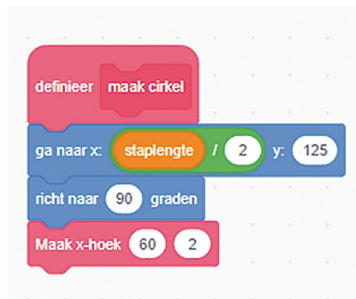 definieer maak cirkel
ga naar x: staplengte / 2 y: 125
richt naar 90 graden
Maak x-hoek 60 2